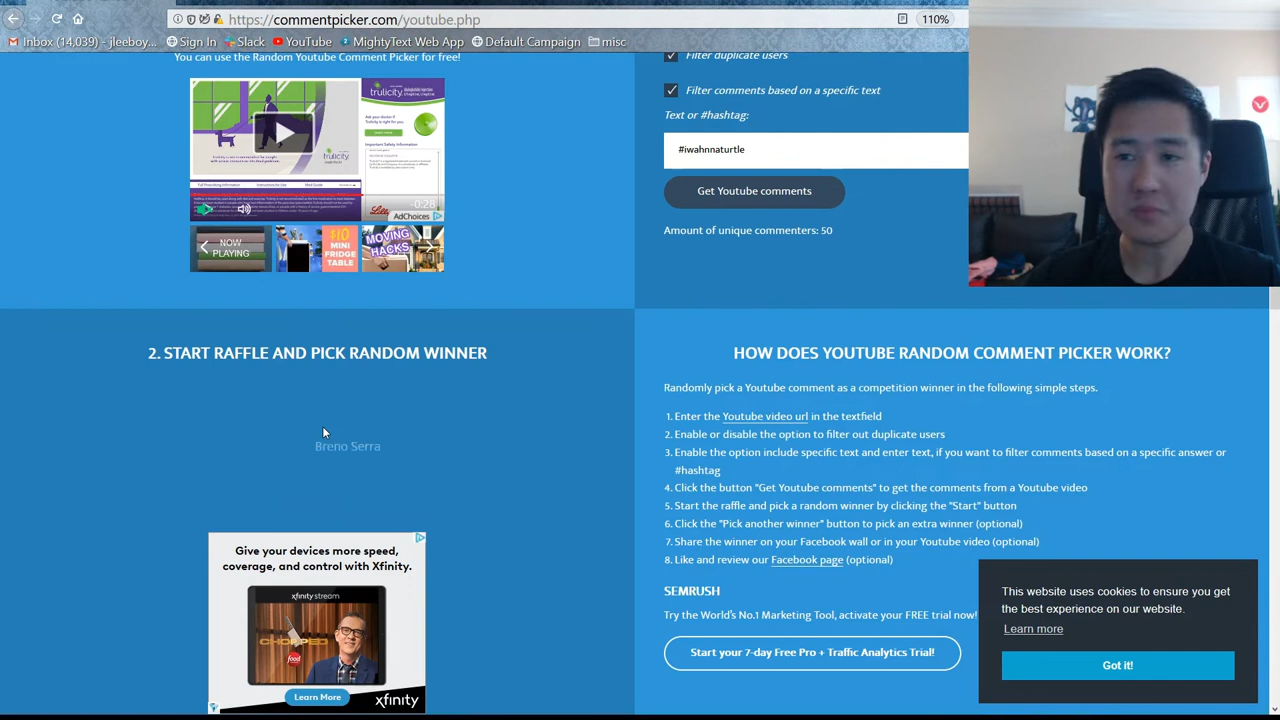 https://commentpicker.com/youtube.php
110%
Inbox (14,039) - jleeboy...
Sign In
Slack
YouTube
MightyText Web App
Default Campaign
misc
You can use the Random Youtube Comment Picker for free!
trulicity
trulicity
-0:28
Lilly
AdChoices
NOW
PLAYING
$10
MINI
FRIDGE
TABLE
MOVING
HACKS
Filter duplicate users
Filter comments based on a specific text
Text or #hashtag:
#iwahnnaturtle
Get Youtube comments
Amount of unique commenters: 50
2. START RAFFLE AND PICK RANDOM WINNER
Breno Serra
Give your devices more speed,
coverage, and control with Xfinity.
xfinity stream
CHOPPED
food
Learn More
xfinity
HOW DOES YOUTUBE RANDOM COMMENT PICKER WORK?
Randomly pick a Youtube comment as a competition winner in the following simple steps.
1. Enter the Youtube video url in the textfield
2. Enable or disable the option to filter out duplicate users
3. Enable the option include specific text and enter text, if you want to filter comments based on a specific answer or
#hashtag
4. Click the button "Get Youtube comments" to get the comments from a Youtube video
5. Start the raffle and pick a random winner by clicking the "Start" button
6. Click the "Pick another winner" button to pick an extra winner (optional)
7. Share the winner on your Facebook wall or in your Youtube video (optional)
8. Like and review our Facebook page (optional)
SEMRUSH
Try the World's No.1 Marketing Tool, activate your FREE trial now!
Start your 7-day Free Pro + Traffic Analytics Trial!
This website uses cookies to ensure you get
the best experience on our website.
Learn more
Got it!